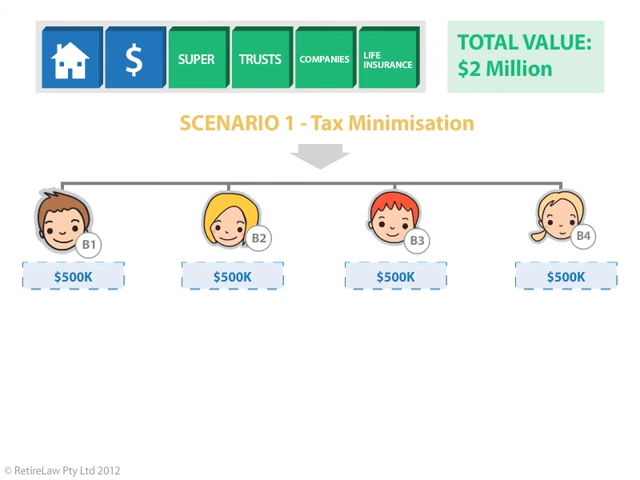 $
SUPER
TRUSTS
COMPANIES
LIFE
INSURANCE
TOTAL VALUE:
$2 Million
SCENARIO 1 - Tax Minimisation
B1
B2
B3
B4
$500K
$500K
$500K
$500K
© RetireLaw Pty Ltd 2012